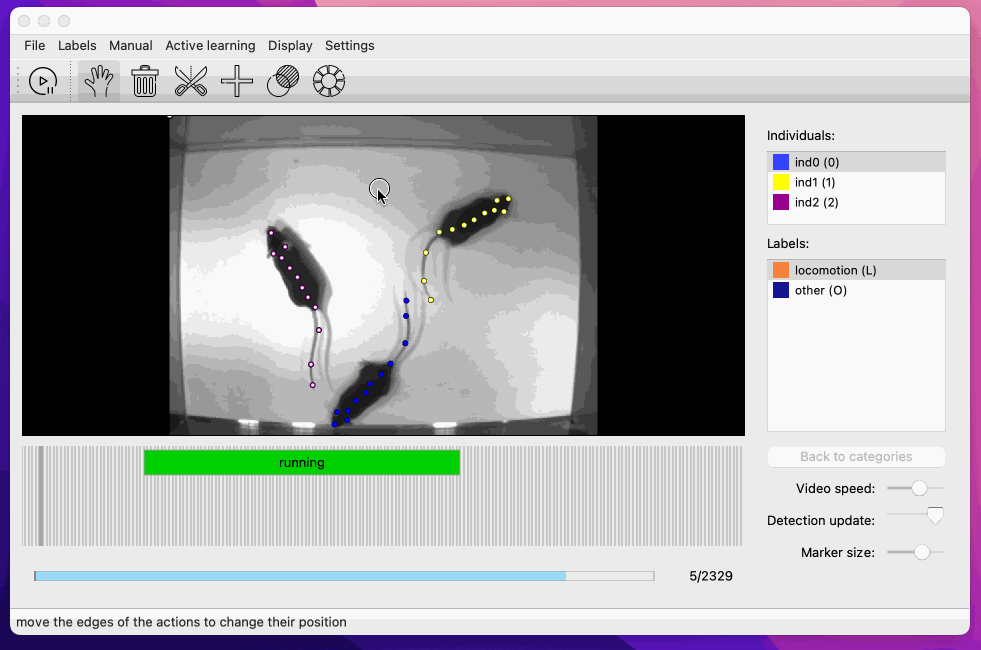 File Labels Manual Active learning Display Settings
Individuals:
ind0 (0)
ind1 (1)
ind2 (2)
Labels:
locomotion (L)
other (O)
running
Back to categories
Video speed:
Detection update:
Marker size:
5/2329
move the edges of the actions to change their position